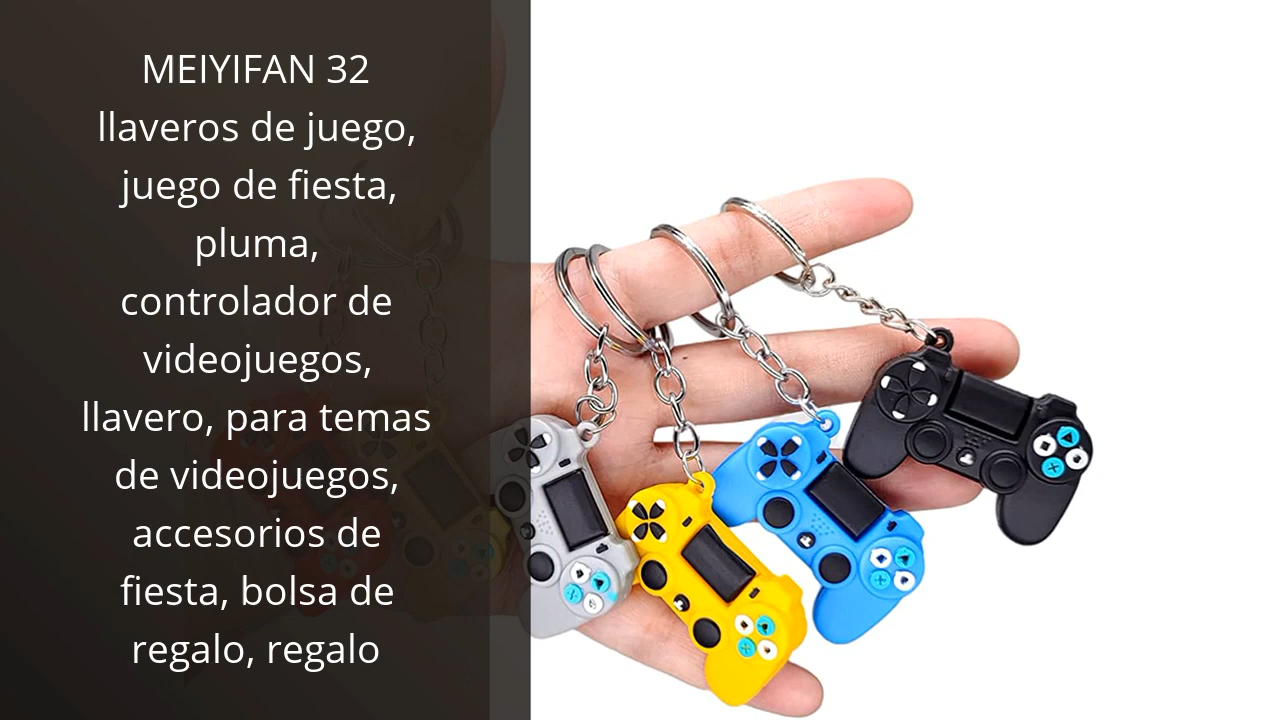 MEIYIFAN 32
llaveros de juego,
juego de fiesta,
pluma,
controlador de
videojuegos,
llavero, para temas
de videojuegos,
accesorios de
fiesta, bolsa de
regalo, regalo